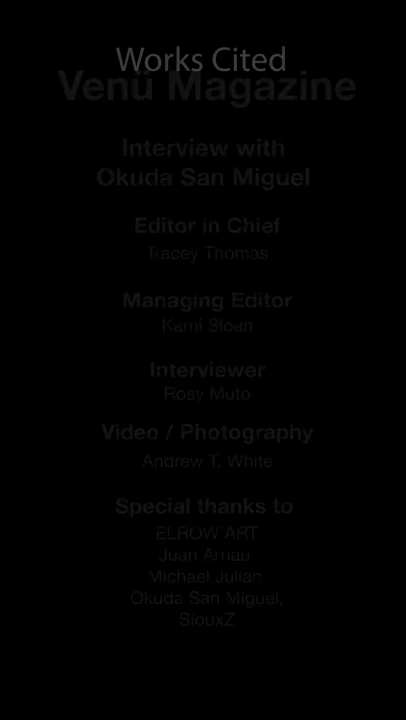 Works Cited
Venü Magazine
Interview with
Okuda San Miguel
Editor in Chief
Tracey Thomas
Managing Editor
Kami Sloan
Interviewer
Rosy Muto
Video / Photography
Andrew T. White
Special thanks to
ELROW'ART
Juan Arnau
Michael Julian
Okuda San Miguel,
SiouxZ